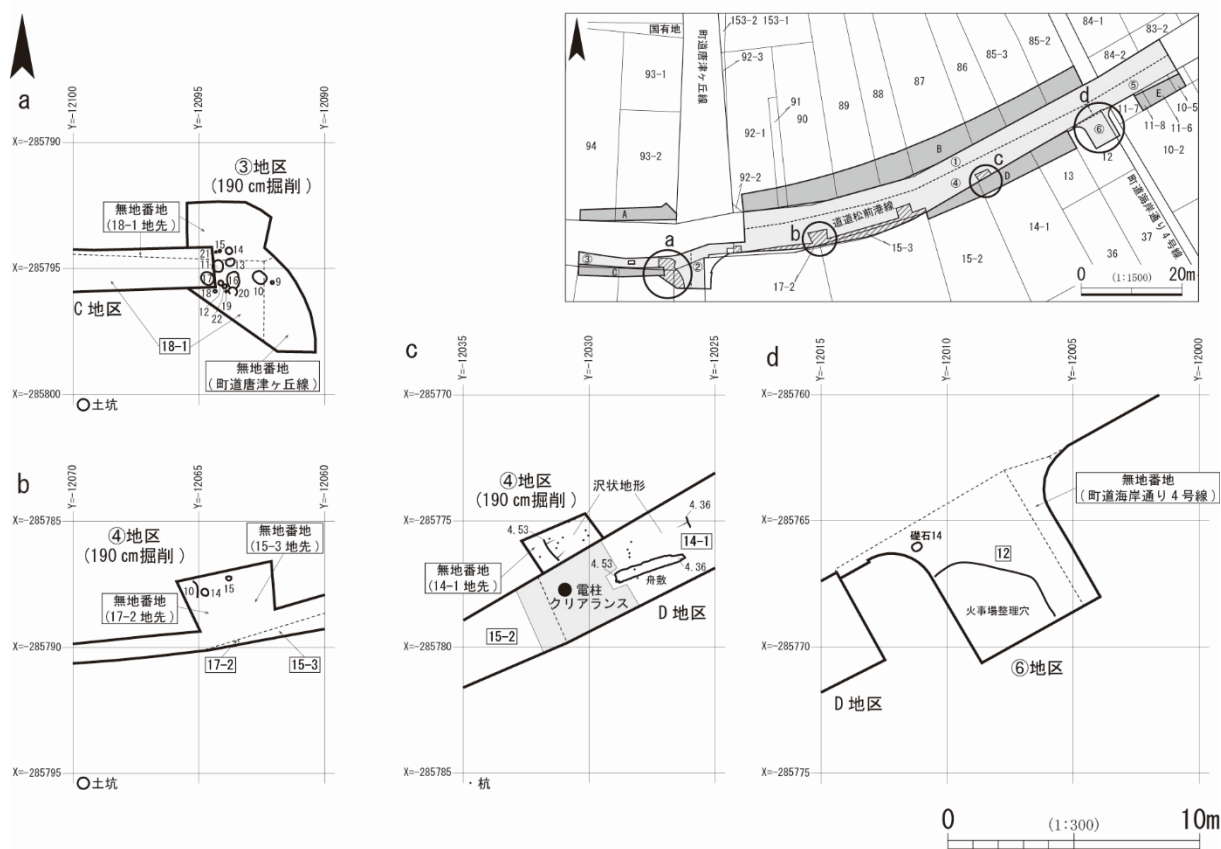 a
Y=-12100
Y=-12095
Y=-12090
X=-285790
X=-285795
X=-285800
③地区
(190 cm掘削)
無地番地
(18-1 地先)
15
14
21
11
13
17
16
10
9
18
20
12
19
22
C 地区
18-1
無地番地
(町道唐津ヶ丘線)
土坑
国有地
153-2
153-1
町道唐津ヶ丘線
92-3
93-1
94
93-2
91
92-1
90
92-2
89
88
87
86
85-3
85-2
84-1
83-2
84-2
A
B
C
D
E
①
②
③
④
⑤
⑥
a
b
c
d
道道松前港線
15-3
17-2
15-2
14-1
13
12
11-7
11-8
11-6
10-5
10-2
36
37
町道海岸通り4号線
0
(1:1500)
20m
b
Y=-12070
Y=-12065
Y=-12060
X=-285785
X=-285790
X=-285795
④地区
(190 cm掘削)
無地番地
(15-3 地先)
10
14
15
無地番地
(17-2 地先)
17-2
15-3
土坑
c
Y=-12035
Y=-12030
Y=-12025
X=-285770
X=-285775
X=-285780
X=-285785
④地区
(190 cm掘削)
沢状地形
4.36
4.53
14-1
無地番地
(14-1 地先)
4.53
4.36
舟敷
電柱
クリアランス
D 地区
15-2
・杭
d
Y=-12015
Y=-12010
Y=-12005
Y=-12000
X=-285760
X=-285765
X=-285770
X=-285775
無地番地
(町道海岸通り4号線)
礎石14
12
火事場整理穴
⑥地区
D 地区
0
(1:300)
10m